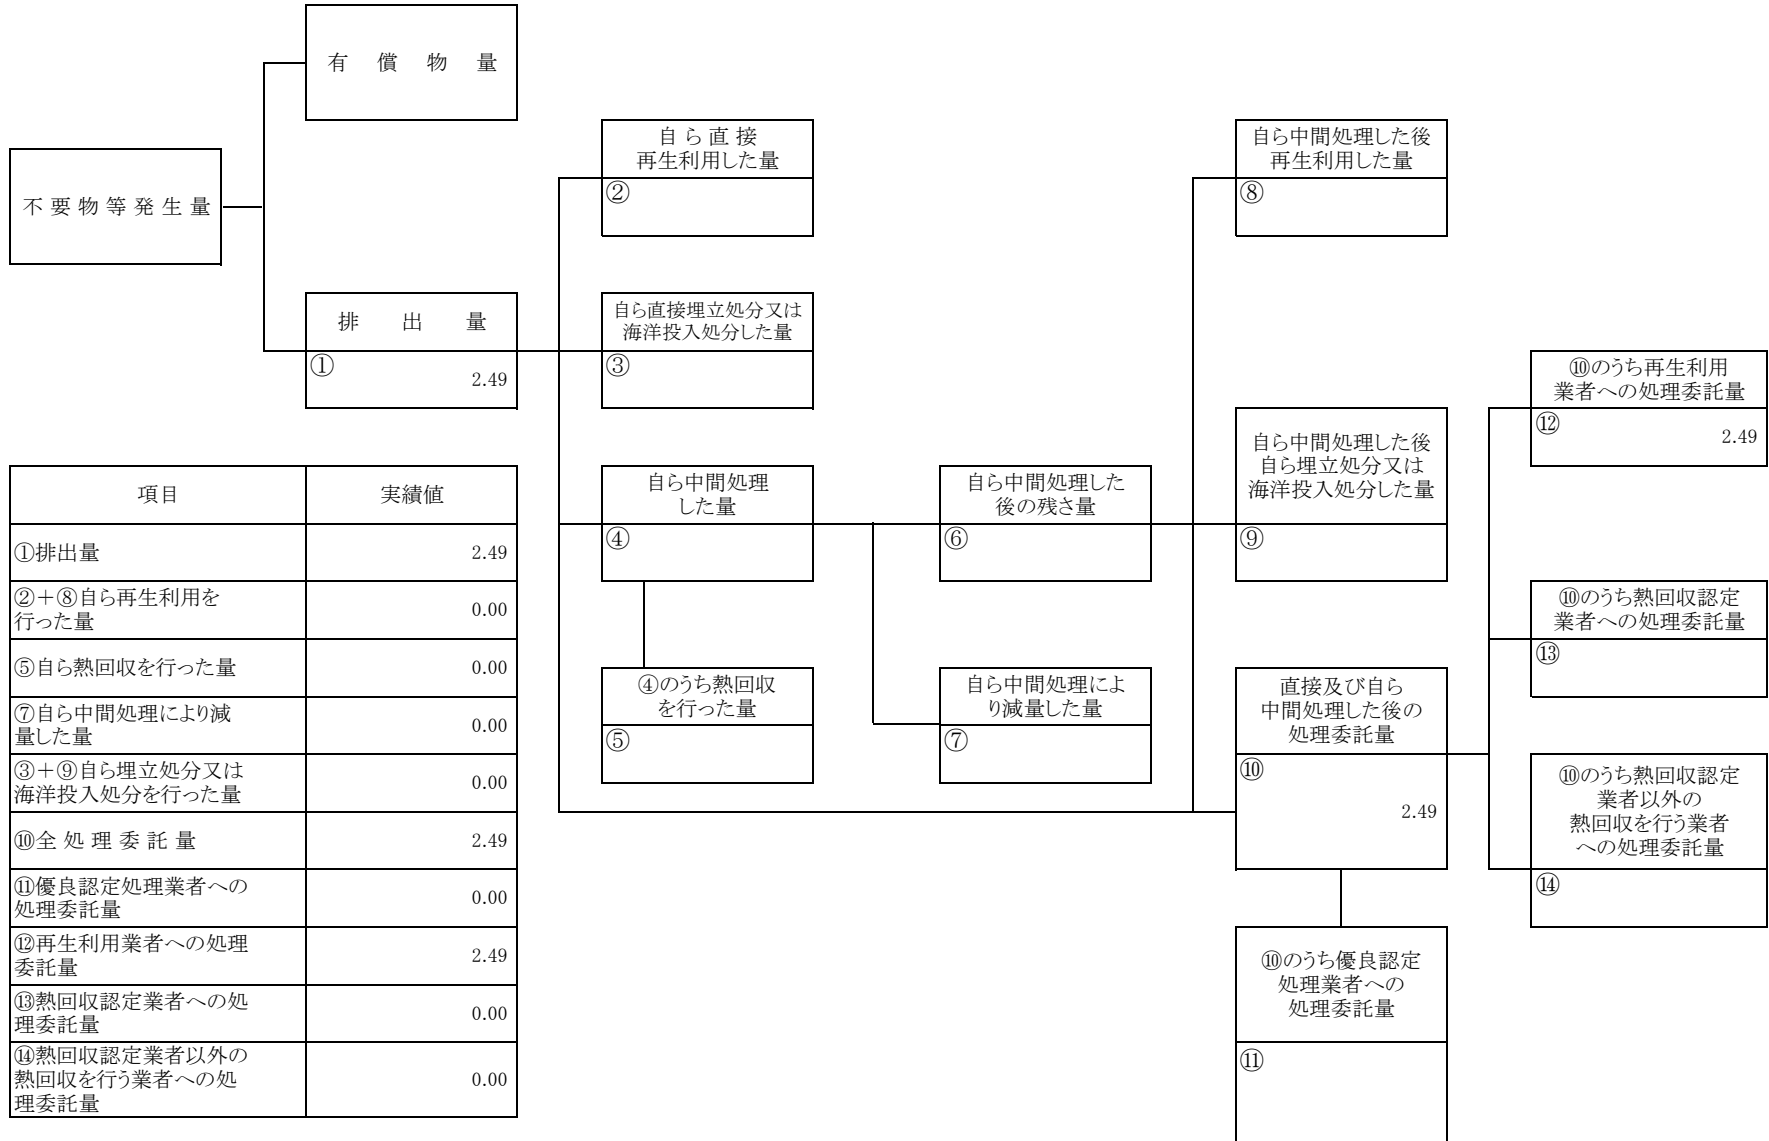 有 償 物 量
不要物等発生量
排 出 量
①
2.49
自ら直接
再生利用した量
②
自ら直接埋立処分又は
海洋投入処分した量
③
自ら中間処理
した量
④
④のうち熱回収
を行った量
⑤
自ら中間処理した
後の残さ量
⑥
自ら中間処理によ
り減量した量
⑦
自ら中間処理した後
再生利用した量
⑧
自ら中間処理した後
自ら埋立処分又は
海洋投入処分した量
⑨
直接及び自ら
中間処理した後の
処理委託量
⑩
2.49
⑩のうち優良認定
処理業者への
処理委託量
⑪
⑩のうち再生利用
業者への処理委託量
⑫
2.49
⑩のうち熱回収認定
業者への処理委託量
⑬
⑩のうち熱回収認定
業者以外の
熱回収を行う業者
への処理委託量
⑭
項目 実績値
①排出量 2.49
②＋⑧自ら再生利用を
行った量 0.00
⑤自ら熱回収を行った量 0.00
⑦自ら中間処理により減
量した量 0.00
③＋⑨自ら埋立処分又は
海洋投入処分を行った量 0.00
⑩全 処 理 委 託 量 2.49
⑪優良認定処理業者への
処理委託量 0.00
⑫再生利用業者への処理
委託量 2.49
⑬熱回収認定業者への処
理委託量 0.00
⑭熱回収認定業者以外の
熱回収を行う業者への処
理委託量 0.00